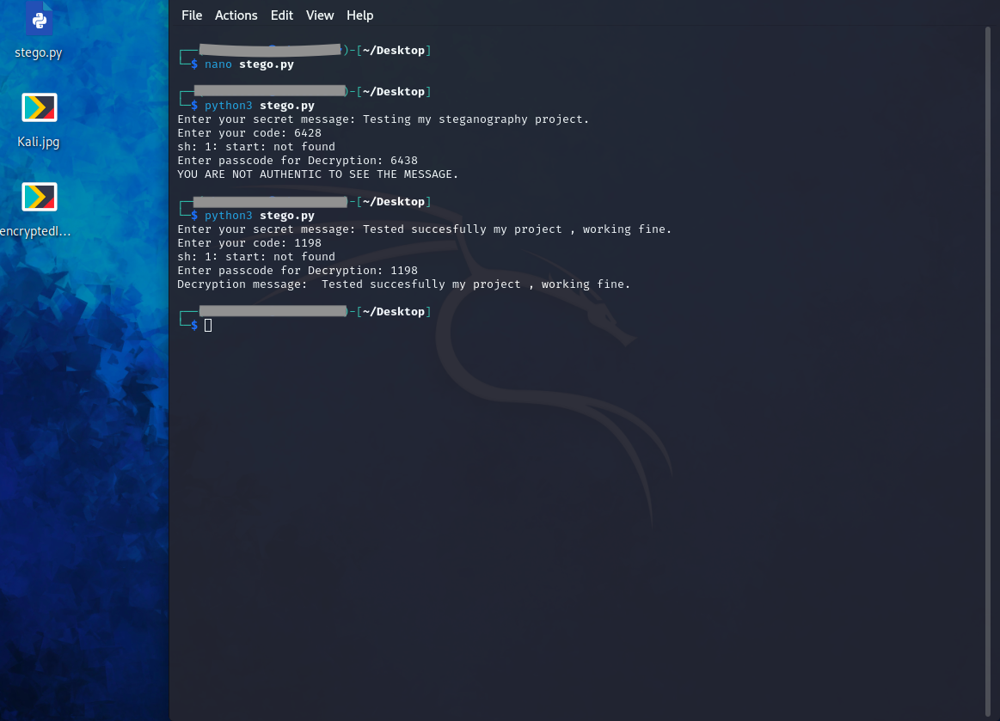 File Actions Edit View Help
stego.py
Kali.jpg
encryptedI...
)-[~/Desktop]
$ nano stego.py
)-[~/Desktop]
$ python3 stego.py
Enter your secret message: Testing my steganography project.
Enter your code: 6428
sh: 1: start: not found
Enter passcode for Decryption: 6438
YOU ARE NOT AUTHENTIC TO SEE THE MESSAGE.
)-[~/Desktop]
$ python3 stego.py
Enter your secret message: Tested succesfully my project , working fine.
Enter your code: 1198
sh: 1: start: not found
Enter passcode for Decryption: 1198
Decryption message:  Tested succesfully my project , working fine.
)-[~/Desktop]
$